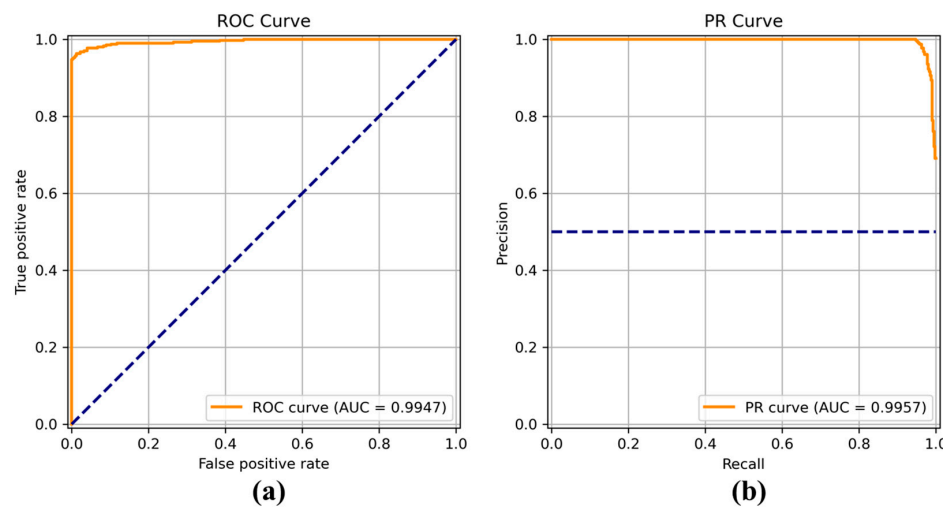 ROC Curve
1.0
0.8
0.6
0.4
0.2
0.0
True positive rate
0.0 0.2 0.4 0.6 0.8 1.0
False positive rate
ROC curve (AUC = 0.9947)
(a)
PR Curve
1.0
0.8
0.6
0.4
0.2
0.0
Precision
0.0 0.2 0.4 0.6 0.8 1.0
Recall
PR curve (AUC = 0.9957)
(b)